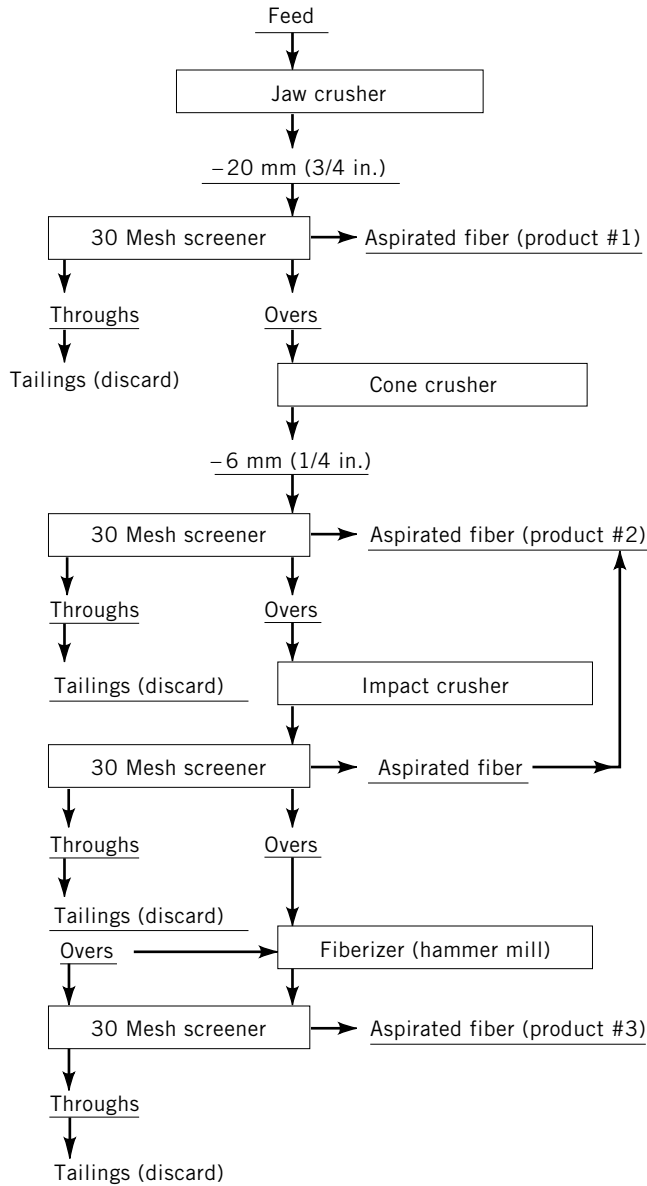 Feed
Jaw crusher
−20 mm (3/4 in.)
30 Mesh screener
Aspirated fiber (product #1)
Throughs
Overs
Tailings (discard)
Cone crusher
−6 mm (1/4 in.)
30 Mesh screener
Aspirated fiber (product #2)
Throughs
Overs
Tailings (discard)
Impact crusher
30 Mesh screener
Aspirated fiber
Throughs
Overs
Tailings (discard)
Overs
Fiberizer (hammer mill)
30 Mesh screener
Aspirated fiber (product #3)
Throughs
Tailings (discard)